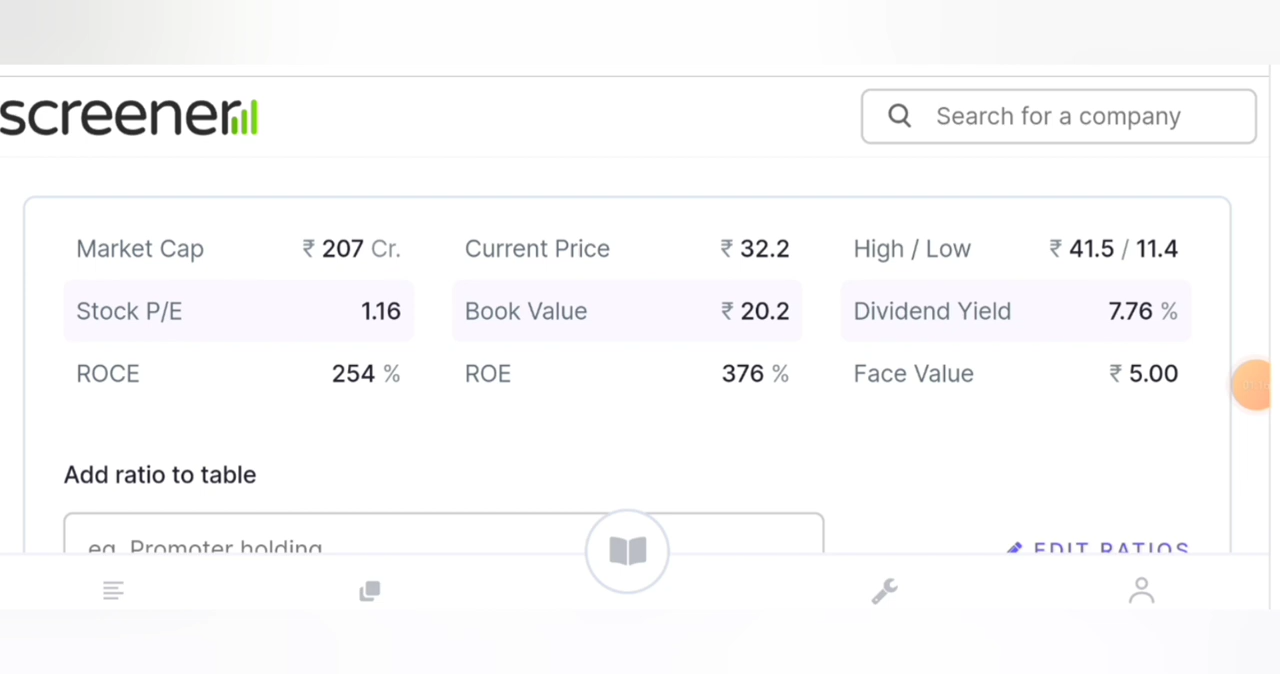 screener
Search for a company
Market Cap ₹ 207 Cr. Current Price ₹ 32.2 High / Low ₹ 41.5 / 11.4
Stock P/E 1.16 Book Value ₹ 20.2 Dividend Yield 7.76 %
ROCE 254 % ROE 376 % Face Value ₹ 5.00
Add ratio to table
eg. Promoter holding
EDIT RATIOS